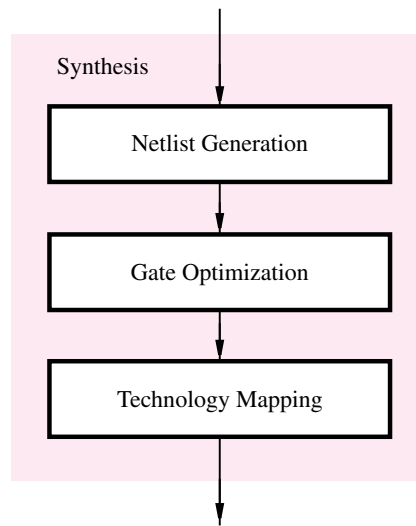 Synthesis
Netlist Generation
Gate Optimization
Technology Mapping